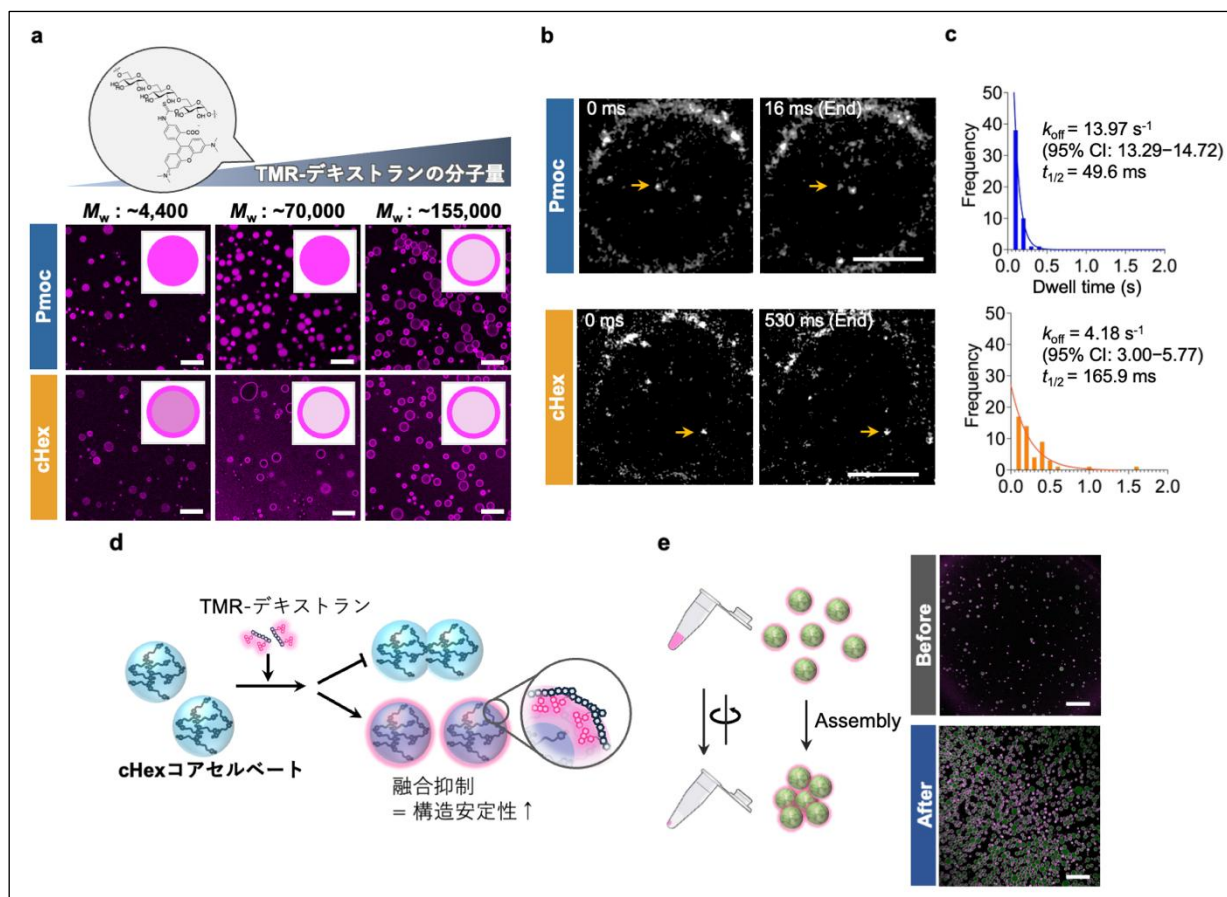 a
TMR-デキストランの分子量
Mw : ~4,400
Mw : ~70,000
Mw : ~155,000
Pmoc
cHex
b
Pmoc
0 ms
16 ms (End)
cHex
0 ms
530 ms (End)
c
50
40
30
20
10
0
Frequency
koff = 13.97 s-1
(95% CI: 13.29−14.72)
t1/2 = 49.6 ms
0.0 0.5 1.0 1.5 2.0
Dwell time (s)
50
40
30
20
10
0
Frequency
koff = 4.18 s-1
(95% CI: 3.00−5.77)
t1/2 = 165.9 ms
0.0 0.5 1.0 1.5 2.0
d
TMR-デキストラン
cHexコアセルベート
融合抑制
= 構造安定性↑
e
Assembly
Before
After